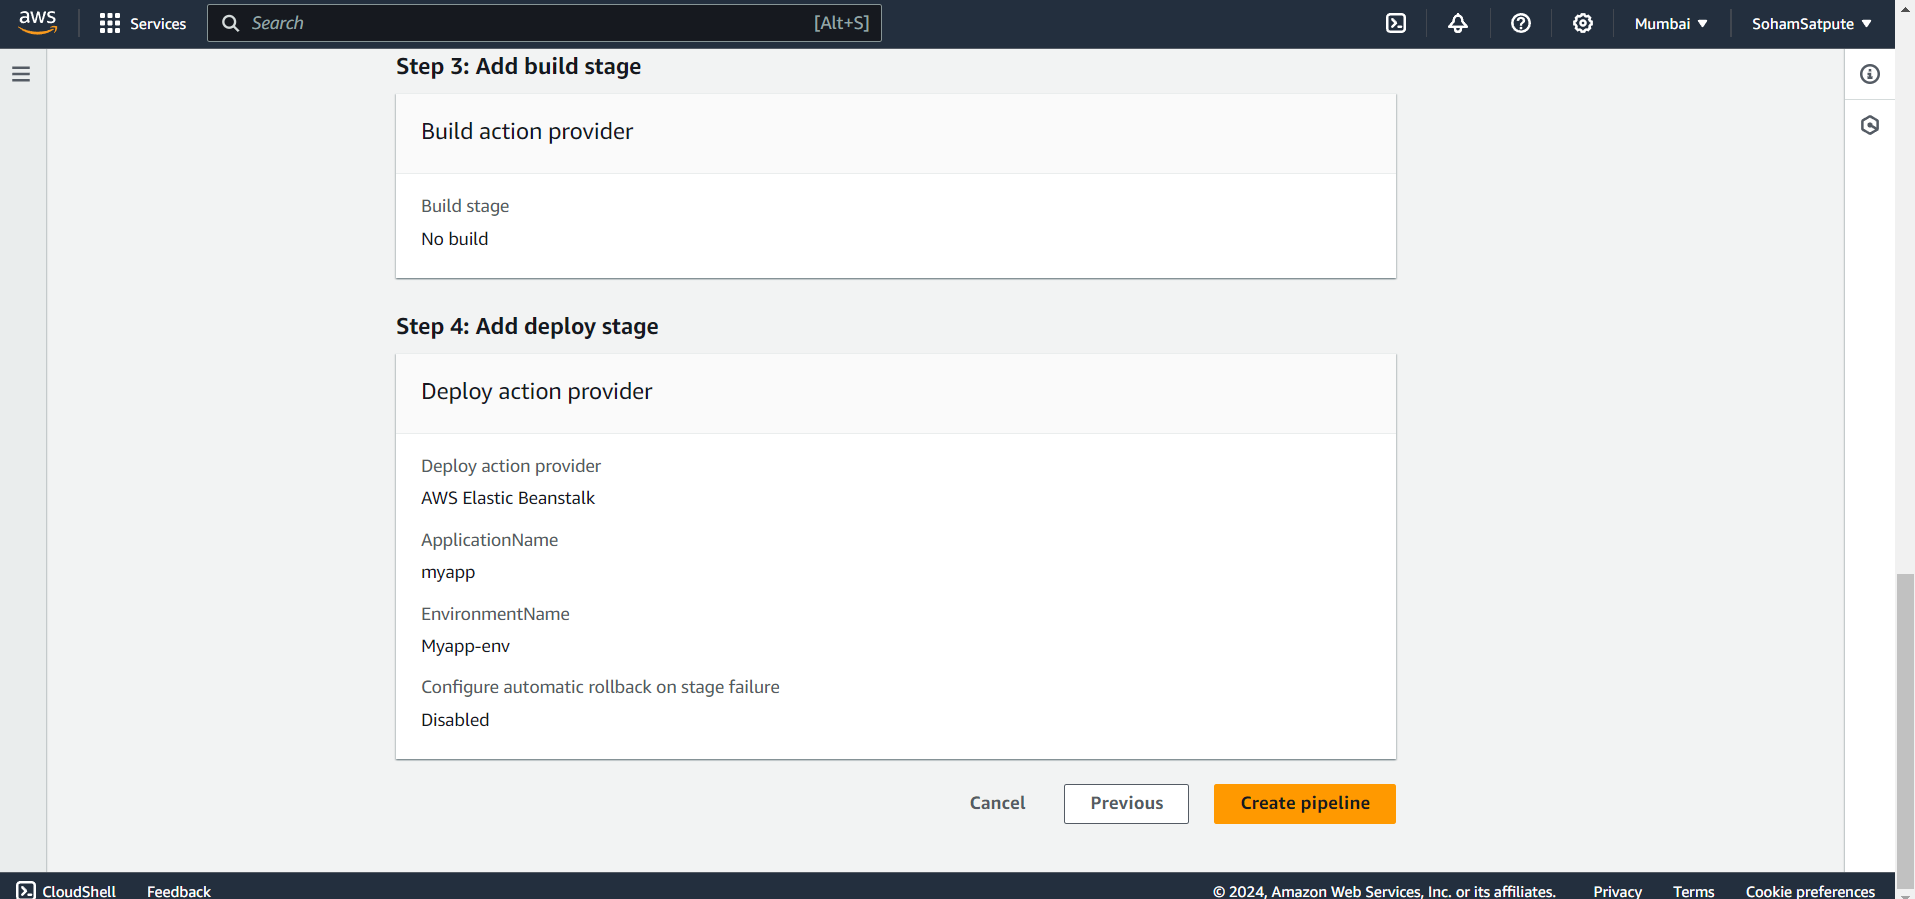 aws Services Search [Alt+S] Mumbai SohamSatpute
Step 3: Add build stage
Build action provider
Build stage
No build
Step 4: Add deploy stage
Deploy action provider
Deploy action provider
AWS Elastic Beanstalk
ApplicationName
myapp
EnvironmentName
Myapp-env
Configure automatic rollback on stage failure
Disabled
Cancel Previous Create pipeline
CloudShell Feedback © 2024, Amazon Web Services, Inc. or its affiliates. Privacy Terms Cookie preferences